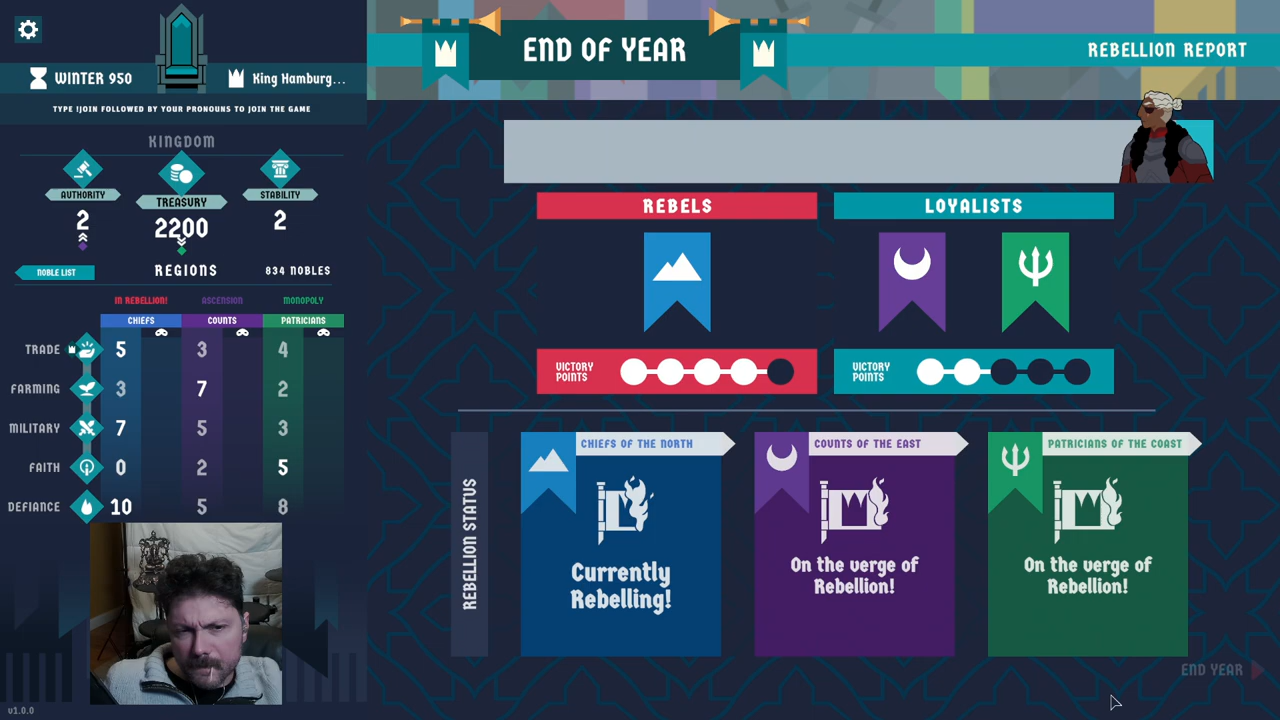 END OF YEAR
REBELLION REPORT
WINTER 950
King Hamburg...
TYPE !JOIN FOLLOWED BY YOUR PRONOUNS TO JOIN THE GAME
KINGDOM
AUTHORITY
TREASURY
STABILITY
2
2200
2
NOBLE LIST
REGIONS
834 NOBLES
IN REBELLION!
ASCENSION
MONOPOLY
CHIEFS
COUNTS
PATRICIANS
TRADE 5 3 4
FARMING 3 7 2
MILITARY 7 5 3
FAITH 0 2 5
DEFIANCE 10 5 8
v1.0.0
REBELS
LOYALISTS
VICTORY
POINTS
VICTORY
POINTS
REBELLION STATUS
CHIEFS OF THE NORTH
Currently
Rebelling!
COUNTS OF THE EAST
On the verge of
Rebellion!
PATRICIANS OF THE COAST
On the verge of
Rebellion!
END YEAR